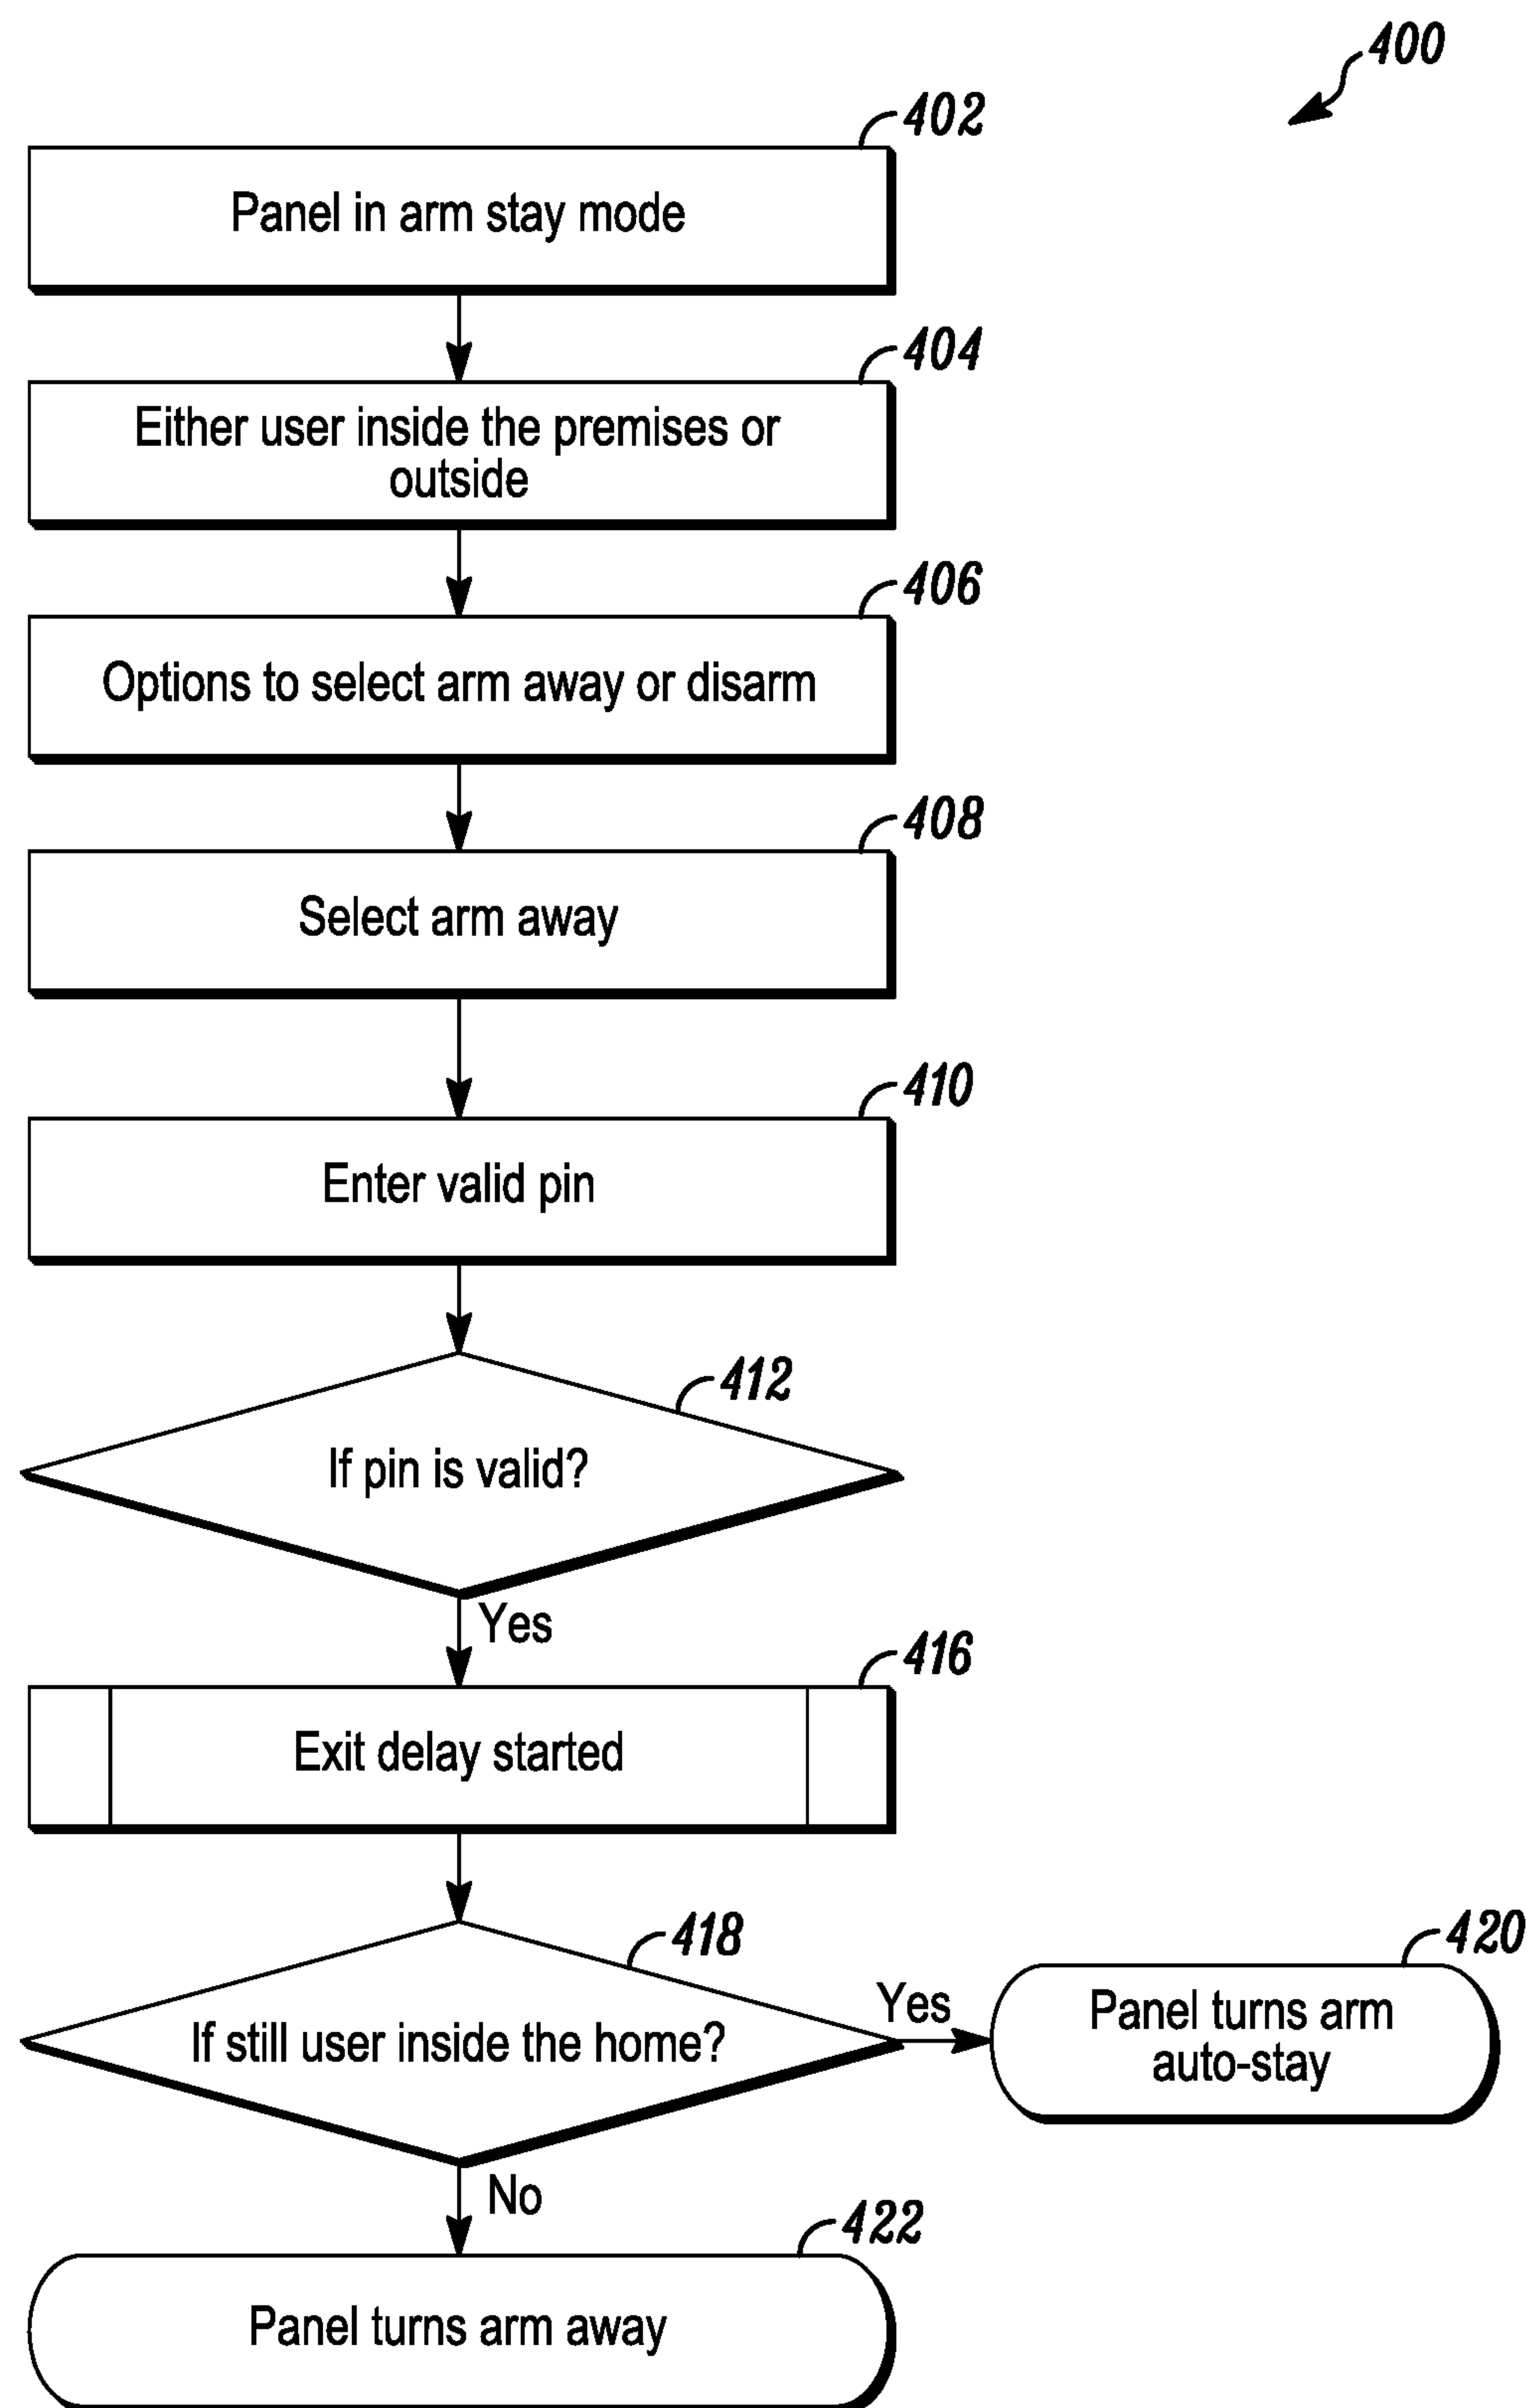 400
402
Panel in arm stay mode
404
Either user inside the premises or
outside
406
Options to select arm away or disarm
408
Select arm away
410
Enter valid pin
412
If pin is valid?
Yes
416
Exit delay started
418
If still user inside the home?
Yes
420
Panel turns arm
auto-stay
No
422
Panel turns arm away